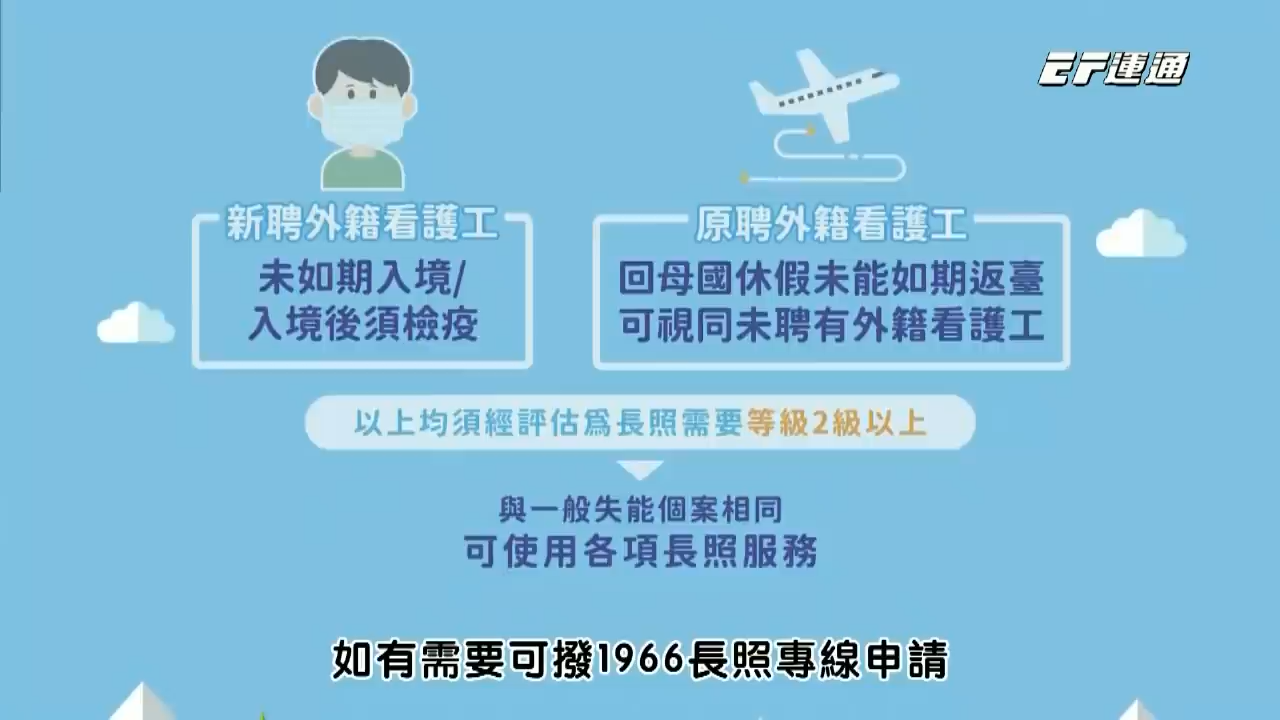 EF運通
新聘外籍看護工
未如期入境/
入境後須檢疫
原聘外籍看護工
回母國休假未能如期返臺
可視同未聘有外籍看護工
以上均須經評估為長照需要等級2級以上
與一般失能個案相同
可使用各項長照服務
如有需要可撥1966長照專線申請